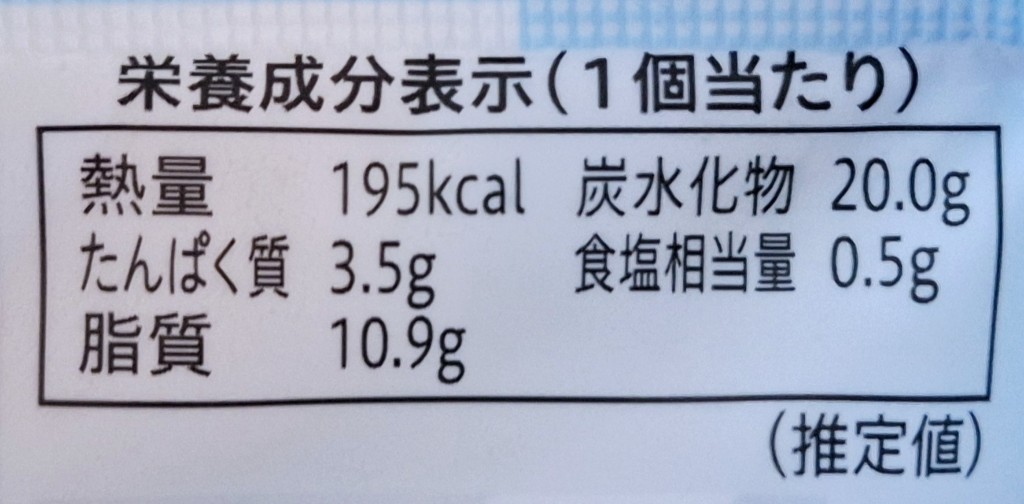 栄養成分表示(1個当たり)
熱量 195kcal 炭水化物 20.0g
たんぱく質 3.5g 食塩相当量 0.5g
脂質 10.9g
(推定値)